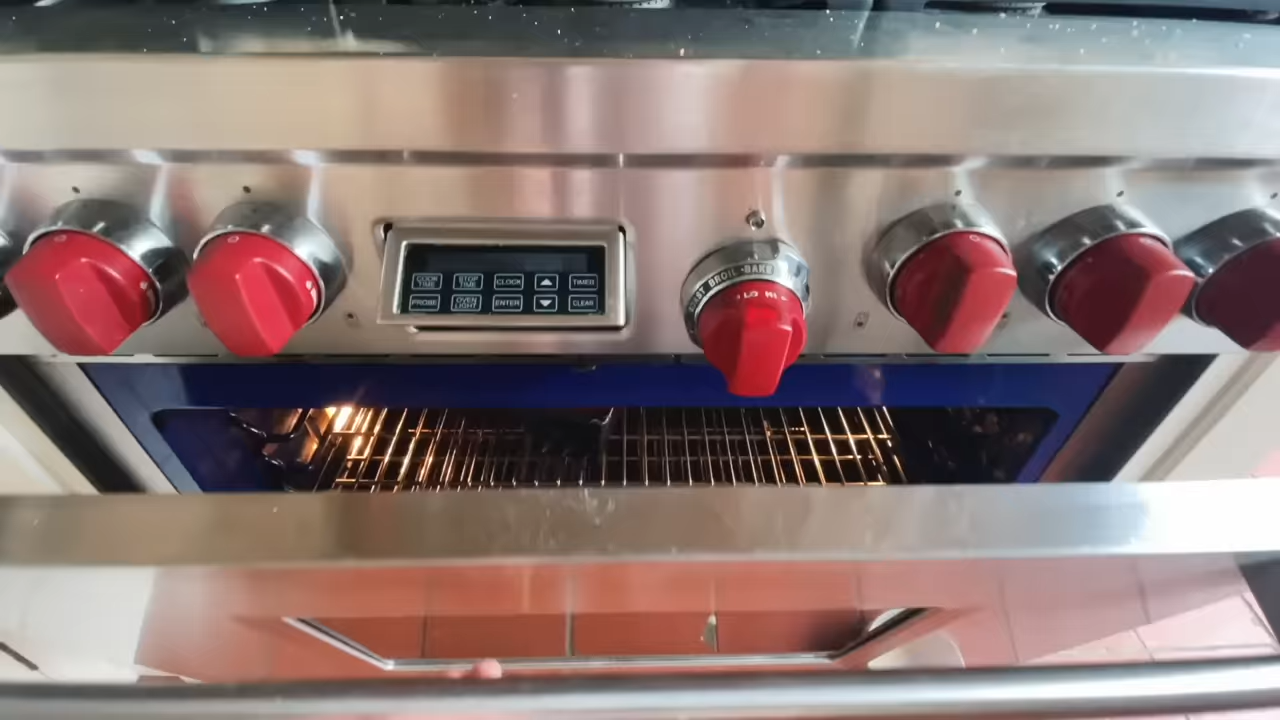 COOK TIME
STOP TIME
CLOCK
TIMER
PROBE
OVEN LIGHT
ENTER
CLEAR
BROIL • BAKE
LO HI